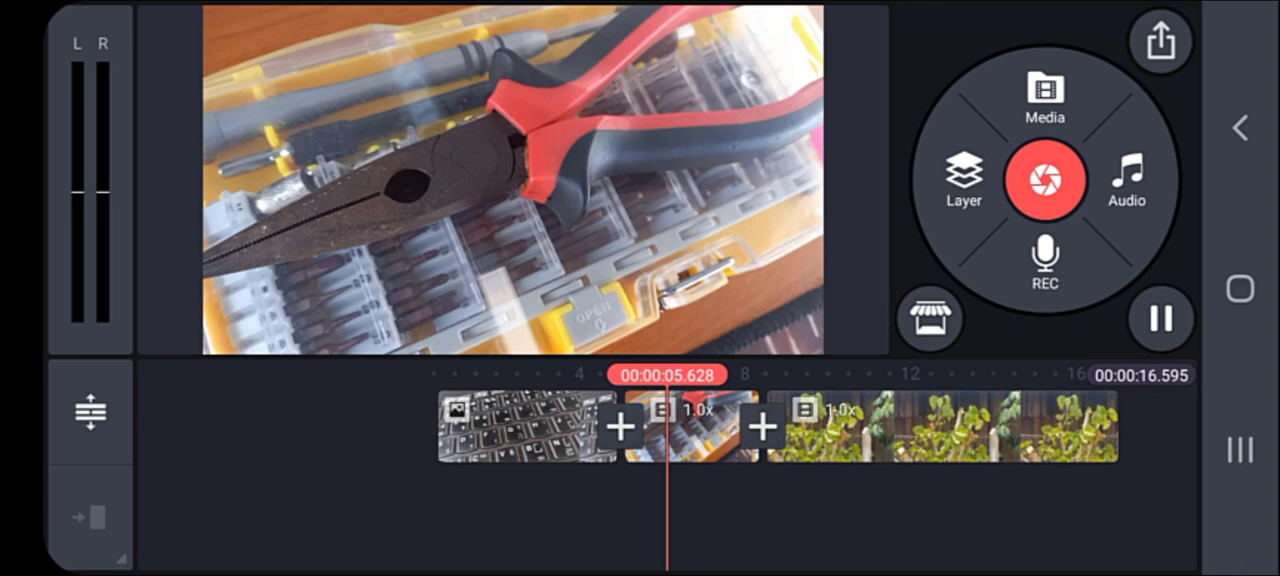 L R
OPEN
Media
Layer
Audio
REC
4
00:00:05.628
8
12
16
00:00:16.595
1.0x
1.0x